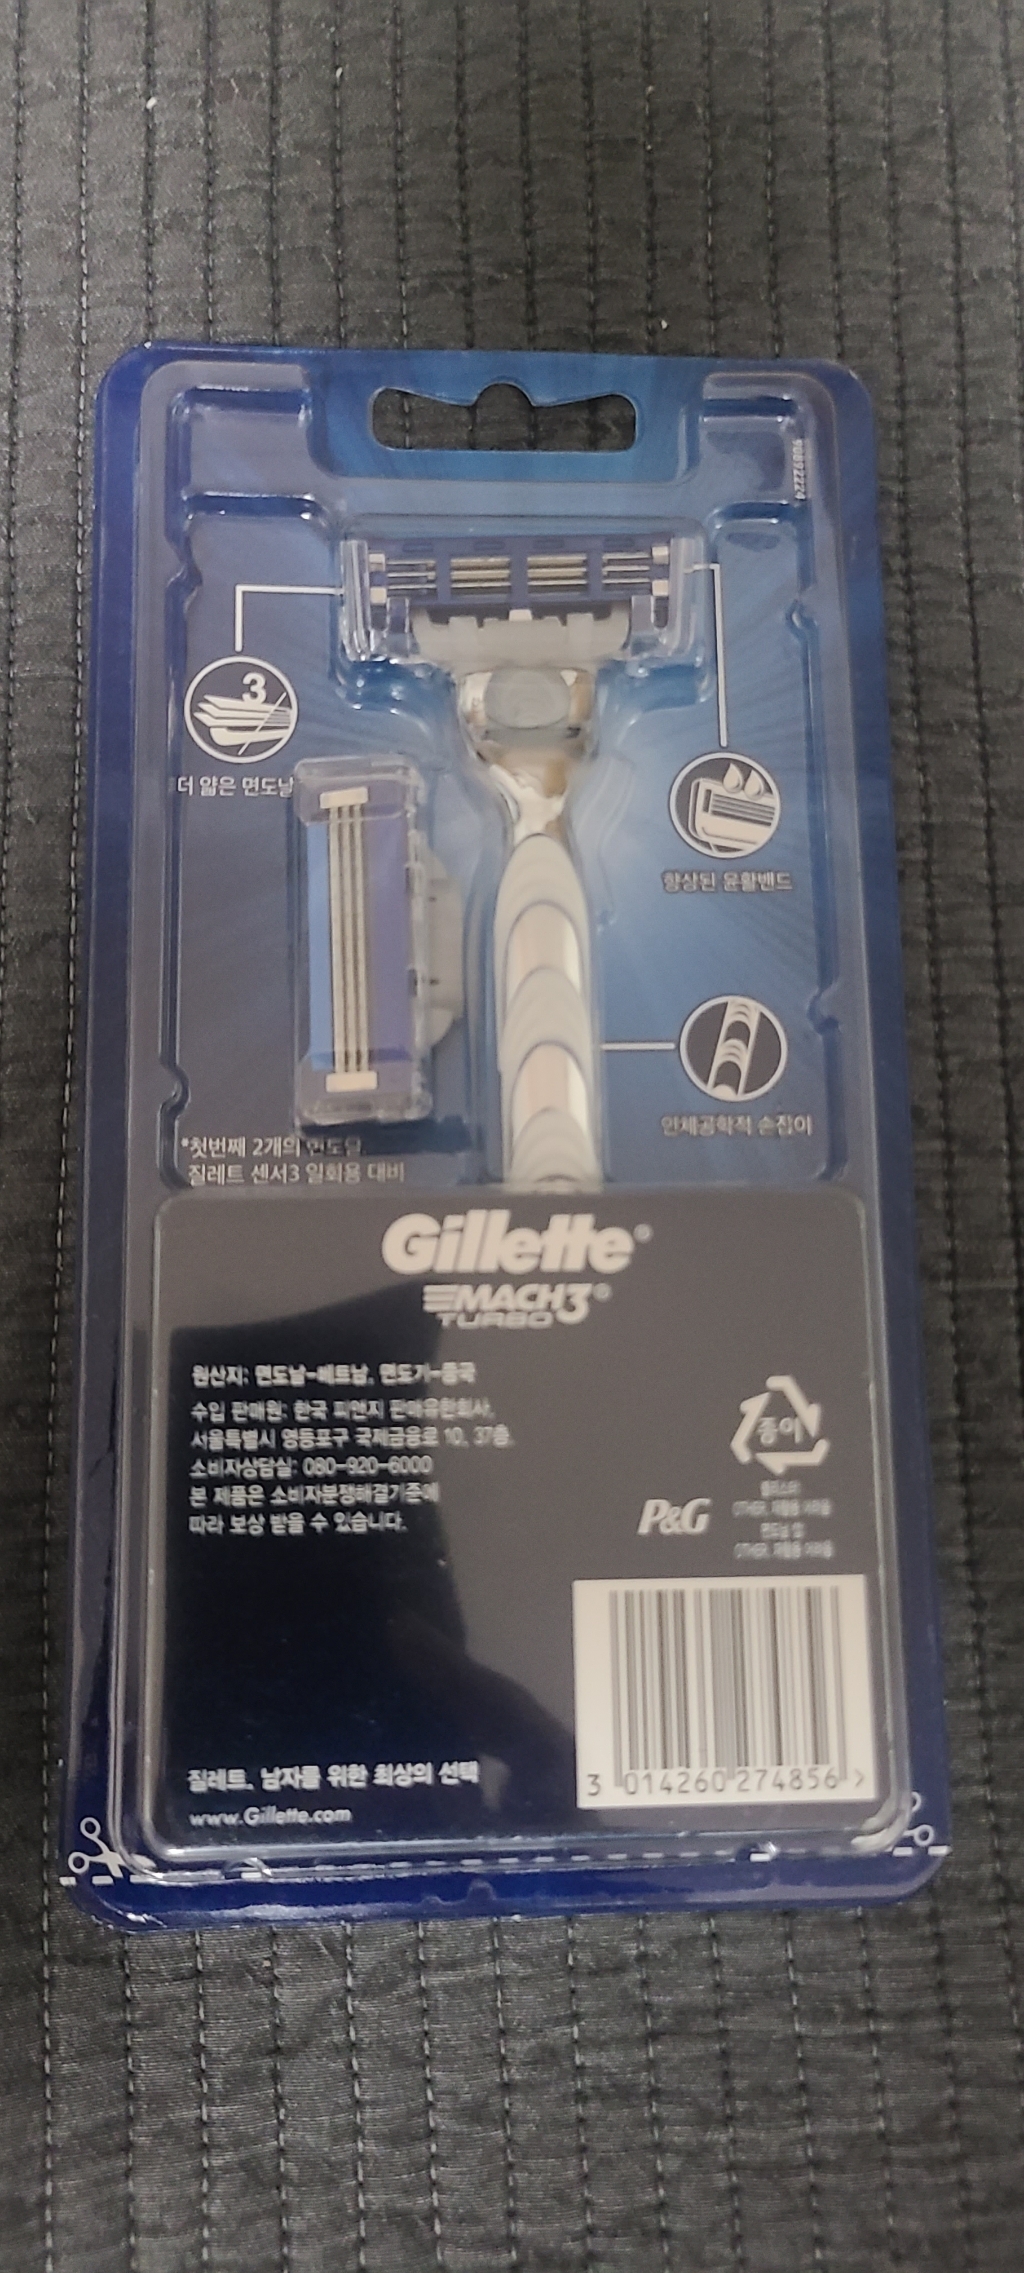 90892224
3
더 얇은 면도날*
향상된 윤활밴드
인체공학적 손잡이
*첫번째 2개의 면도날,
질레트 센서3 일회용 대비
Gillette®
MACH3®
TURBO
원산지: 면도날-베트남, 면도기-중국
수입 판매원: 한국 피앤지 판매유한회사,
서울특별시 영등포구 국제금융로 10, 37층,
소비자상담실: 080-920-6000
본 제품은 소비자분쟁해결기준에
따라 보상 받을 수 있습니다.
종이
P&G
질레트, 남자를 위한 최상의 선택
www.Gillette.com
3 014260 274856 >